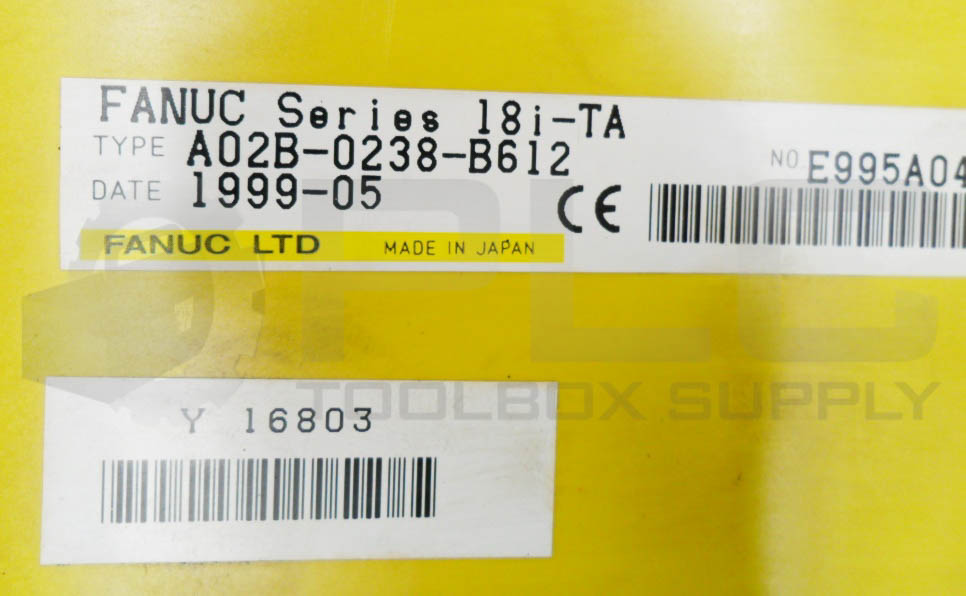 FANUC Series 18i-TA
TYPE A02B-0238-B612
NO E995A04
DATE 1999-05
CE
FANUC LTD MADE IN JAPAN
PLC
TOOLBOX SUPPLY
Y 16803